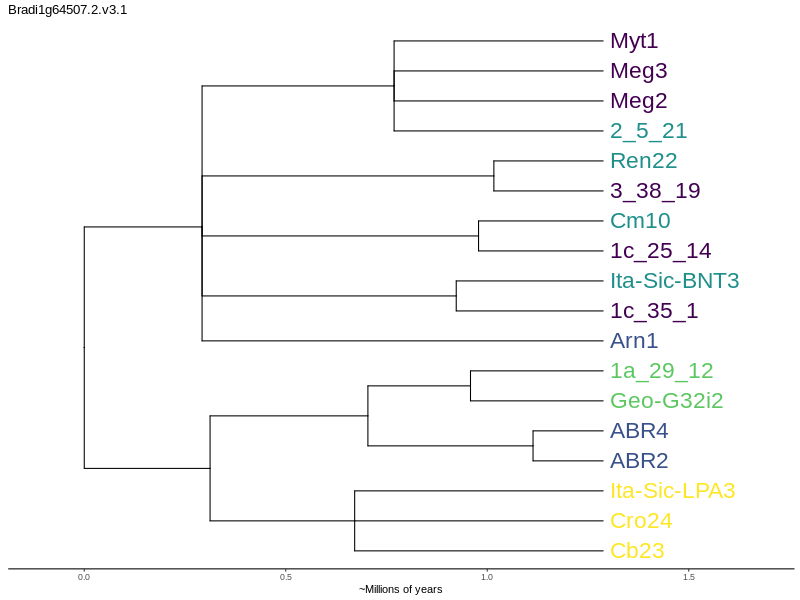 Bradi1g64507.2.v3.1
Myt1
Meg3
Meg2
2_5_21
Ren22
3_38_19
Cm10
1c_25_14
Ita-Sic-BNT3
1c_35_1
Arn1
1a_29_12
Geo-G32i2
ABR4
ABR2
Ita-Sic-LPA3
Cro24
Cb23
0.0 0.5 1.0 1.5
~Millions of years